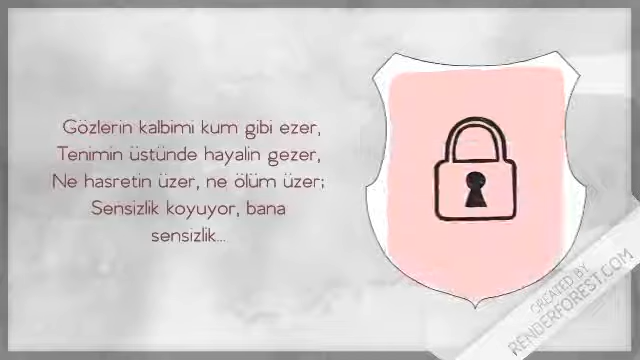 Gözlerin kalbimi kum gibi ezer,
Tenimin üstünde hayalin gezer,
Ne hasretin üzer, ne ölüm üzer;
Sensizlik koyuyor, bana
sensizlik...
CREATED BY
RENDERFOREST.COM